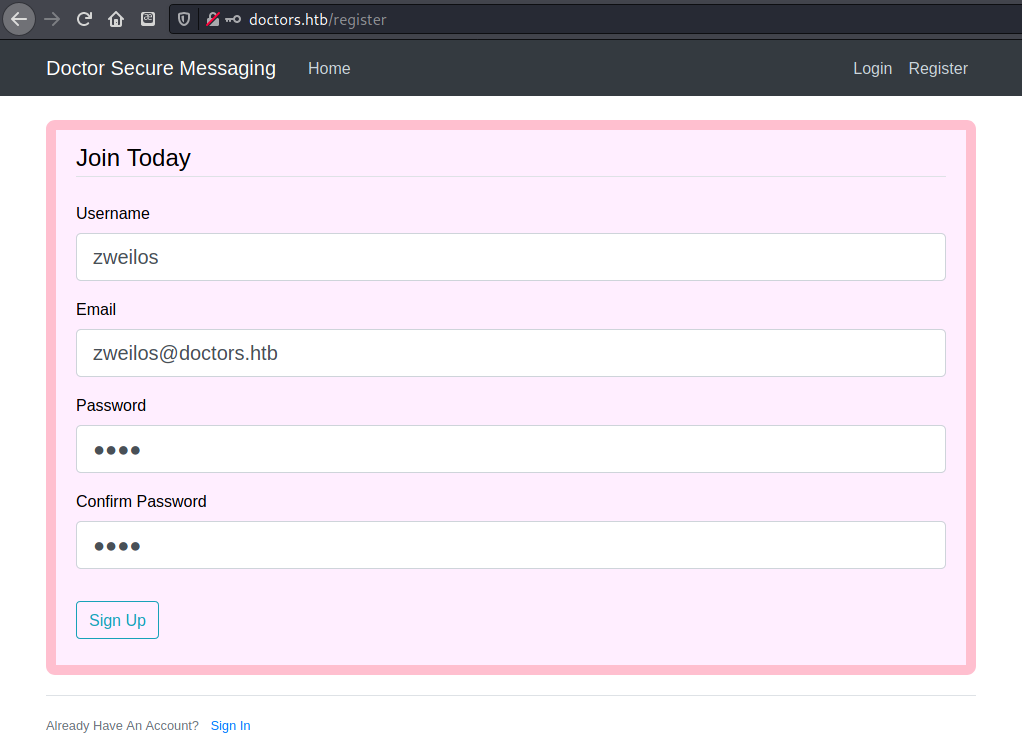 doctors.htb/register
Doctor Secure Messaging Home Login Register
Join Today
Username
zweilos
Email
zweilos@doctors.htb
Password
●●●●
Confirm Password
●●●●
Sign Up
Already Have An Account? Sign In